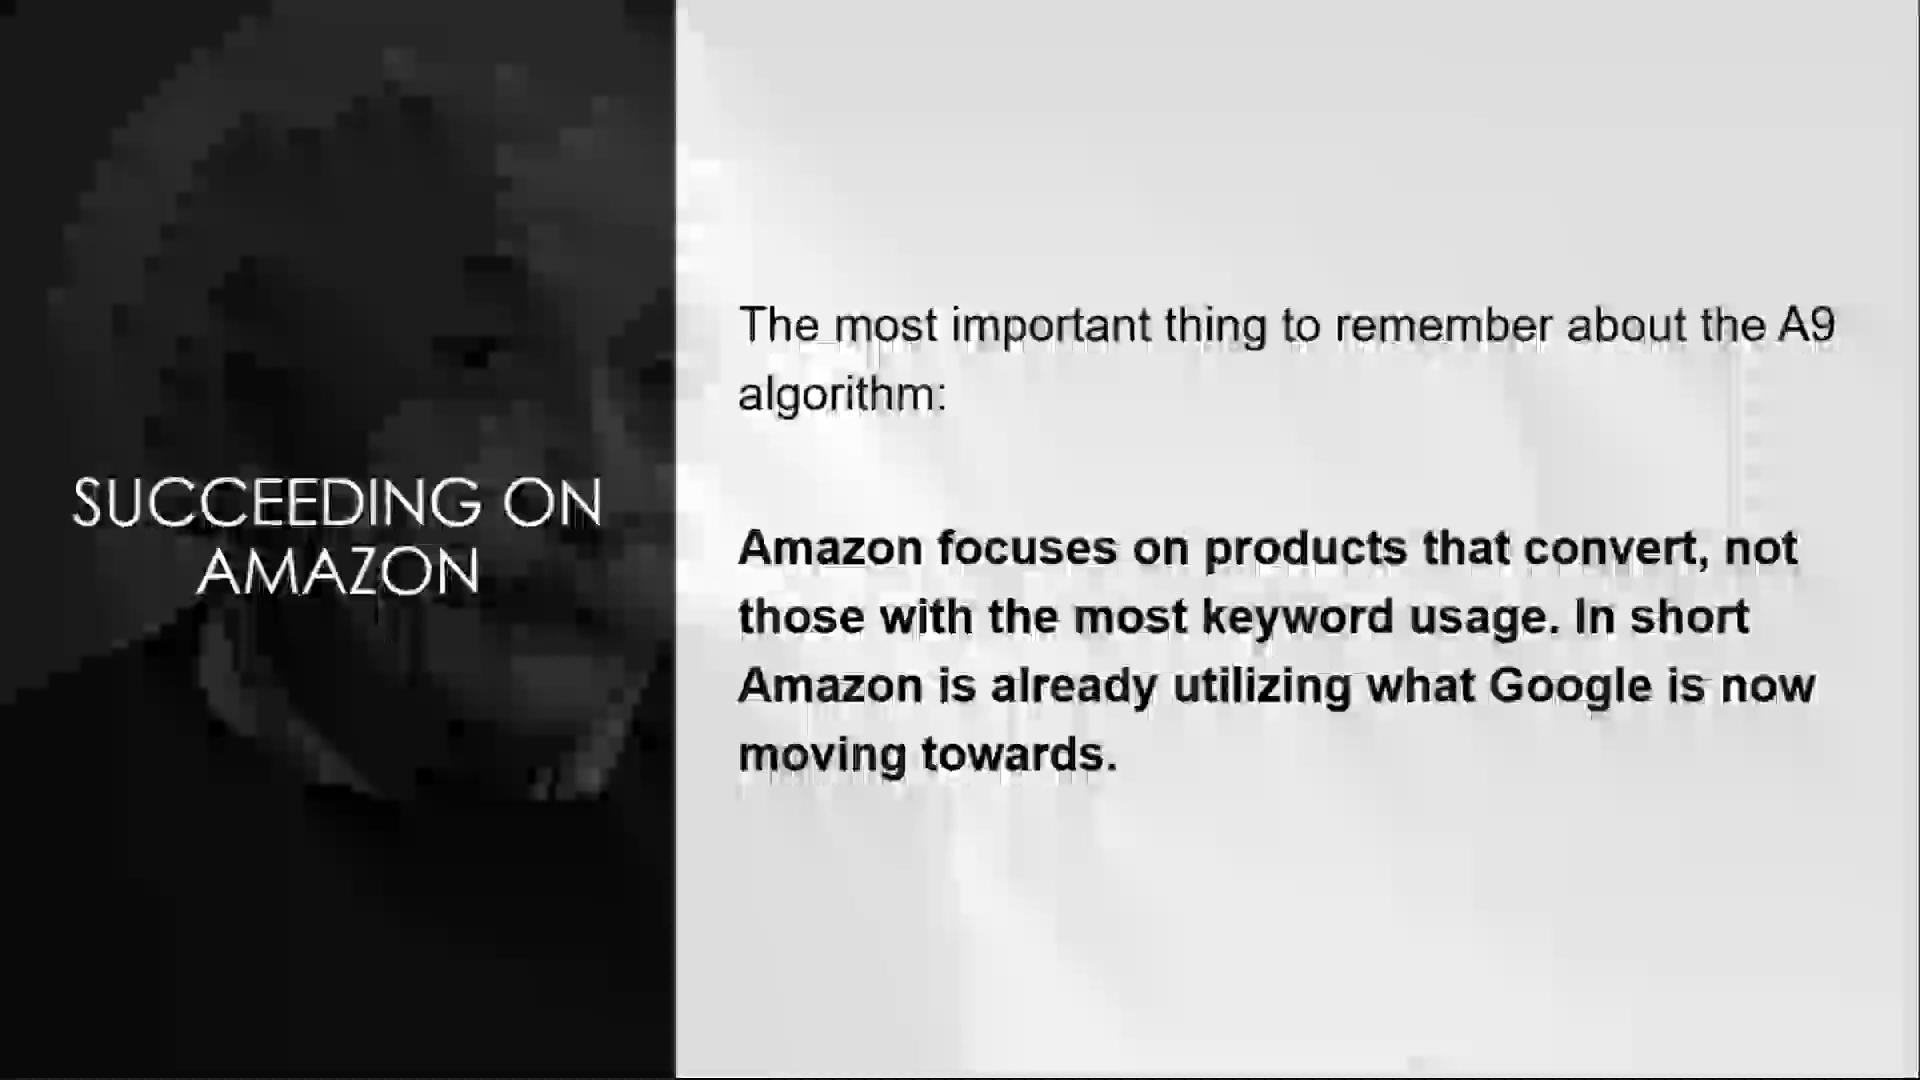 SUCCEEDING ON
AMAZON
The most important thing to remember about the A9
algorithm:
Amazon focuses on products that convert, not
those with the most keyword usage. In short
Amazon is already utilizing what Google is now
moving towards.